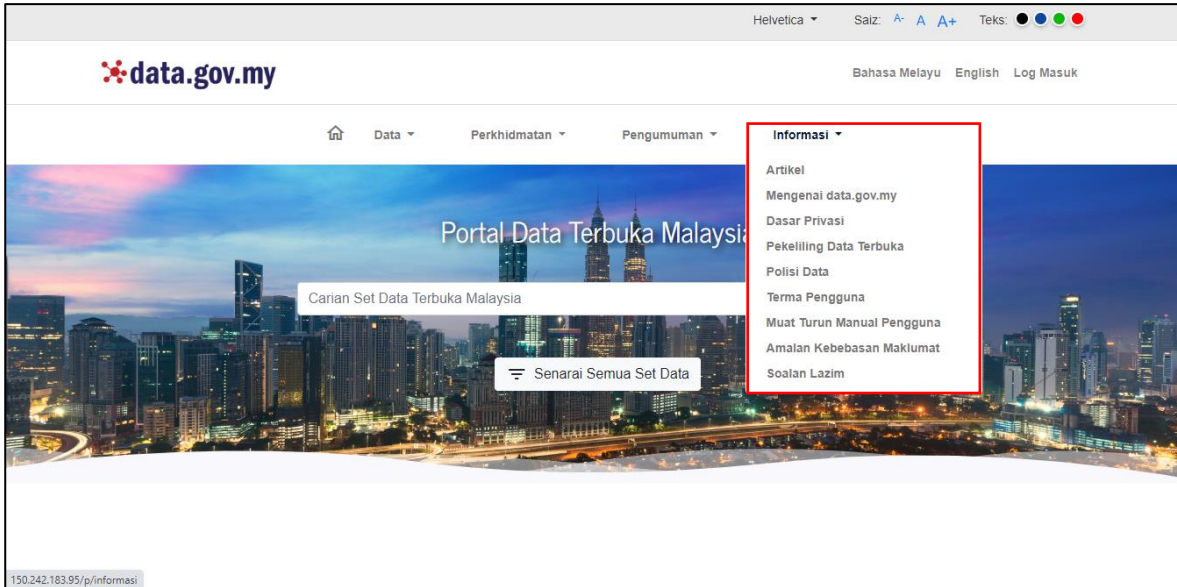 Helvetica Saiz: A- A A+ Teks:
data.gov.my
Bahasa Melayu English Log Masuk
Data Perkhidmatan Pengumuman Informasi
Artikel
Mengenai data.gov.my
Dasar Privasi
Pekeliling Data Terbuka
Polisi Data
Terma Pengguna
Muat Turun Manual Pengguna
Amalan Kebebasan Maklumat
Soalan Lazim
Portal Data Terbuka Malaysia
Carian Set Data Terbuka Malaysia
Senarai Semua Set Data
150.242.183.95/p/informasi